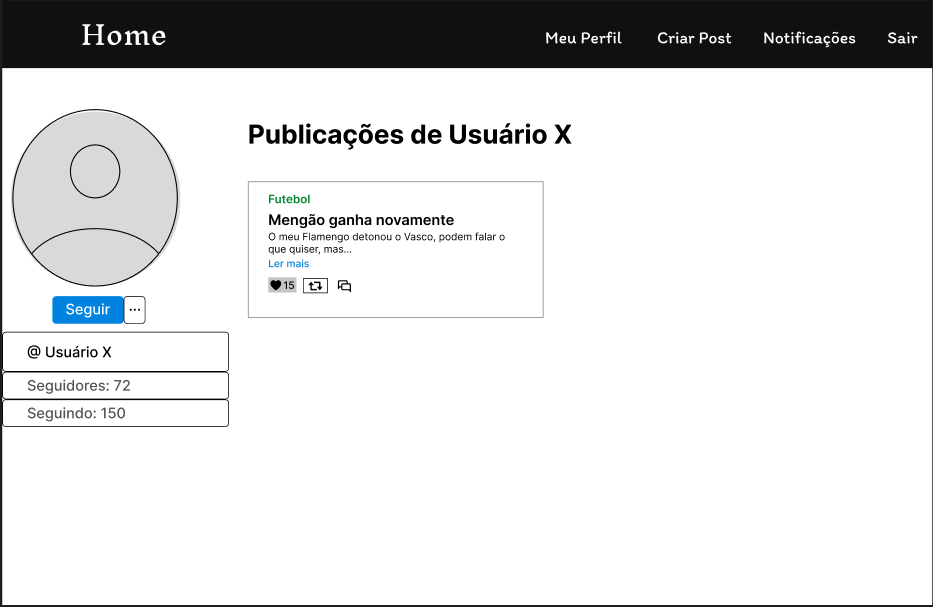 Home
Meu Perfil
Criar Post
Notificações
Sair
Publicações de Usuário X
Futebol
Mengão ganha novamente
O meu Flamengo detonou o Vasco, podem falar o
que quiser, mas...
Ler mais
15
Seguir
...
@ Usuário X
Seguidores: 72
Seguindo: 150